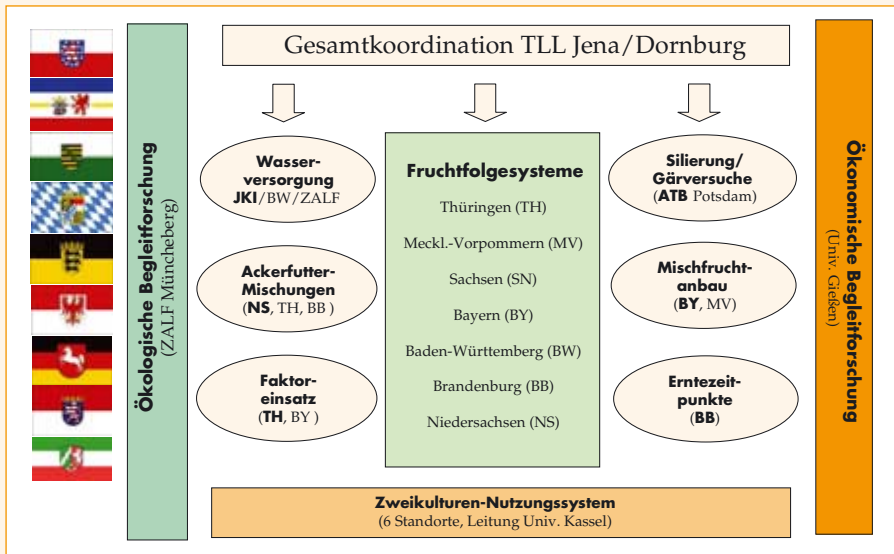 Gesamtkoordination TLL Jena/Dornburg
Ökologische Begleitforschung
(ZALF Müncheberg)
Wasser-
versorgung
JKI/BW/ZALF
Ackerfutter-
Mischungen
(NS, TH, BB )
Faktor-
einsatz
(TH, BY )
Fruchtfolgesysteme
Thüringen (TH)
Meckl.-Vorpommern (MV)
Sachsen (SN)
Bayern (BY)
Baden-Württemberg (BW)
Brandenburg (BB)
Niedersachsen (NS)
Silierung/
Gärversuche
(ATB Potsdam)
Mischfrucht-
anbau
(BY, MV)
Erntezeit-
punkte
(BB)
Ökonomische Begleitforschung
(Univ. Gießen)
Zweikulturen-Nutzungssystem
(6 Standorte, Leitung Univ. Kassel)